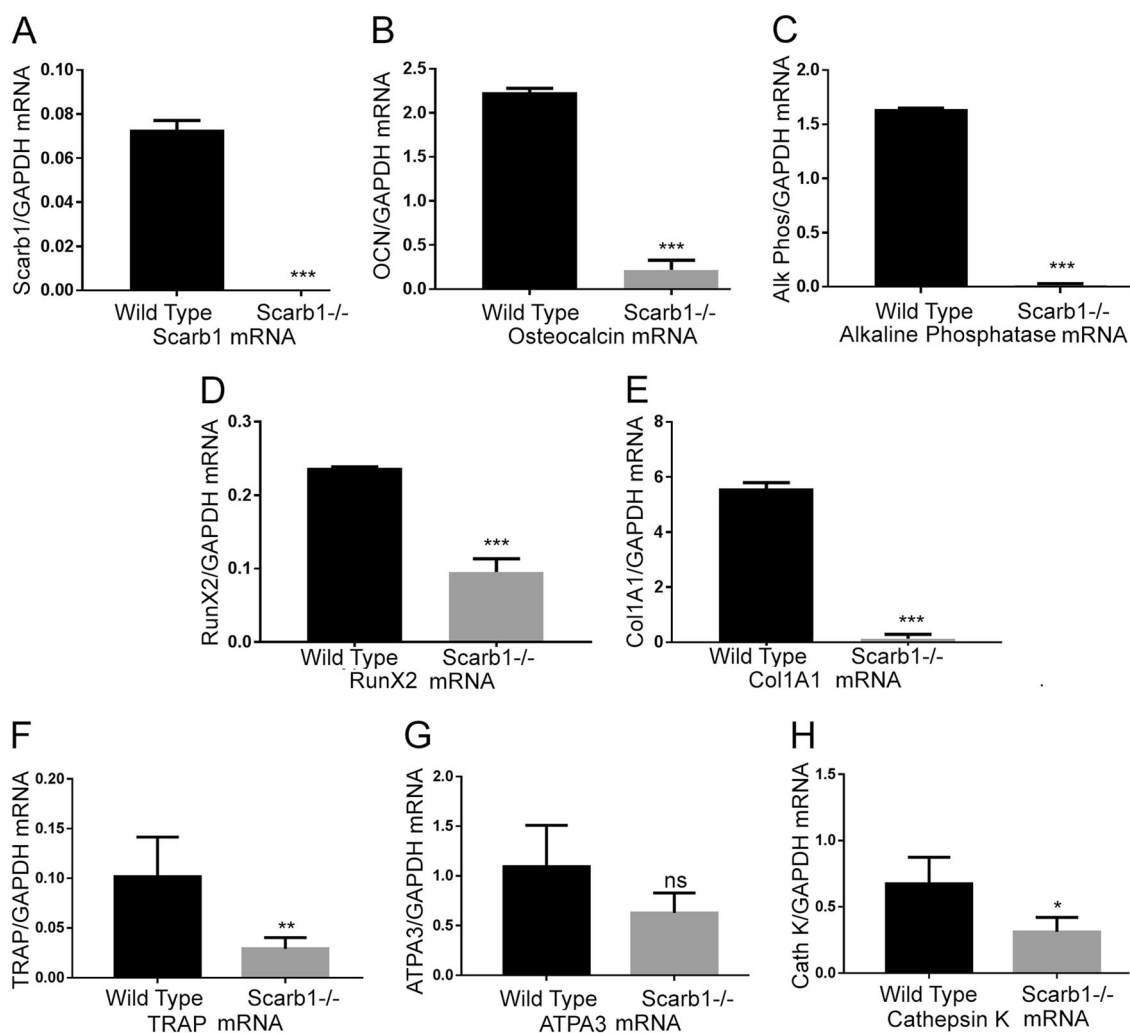 A
Scarb1/GAPDH mRNA
0.10
0.08
0.06
0.04
0.02
0.00
***
Wild Type Scarb1-/-
Scarb1 mRNA
B
OCN/GAPDH mRNA
2.5
2.0
1.5
1.0
0.5
0.0
***
Wild Type Scarb1-/-
Osteocalcin mRNA
C
Alk Phos/GAPDH mRNA
2.0
1.5
1.0
0.5
0.0
***
Wild Type Scarb1-/-
Alkaline Phosphatase mRNA
D
RunX2/GAPDH mRNA
0.3
0.2
0.1
0.0
***
Wild Type Scarb1-/-
RunX2 mRNA
E
Col1A1/GAPDH mRNA
8
6
4
2
0
***
Wild Type Scarb1-/-
Col1A1 mRNA
F
TRAP/GAPDH mRNA
0.20
0.15
0.10
0.05
0.00
**
Wild Type Scarb1-/-
TRAP mRNA
G
ATPA3/GAPDH mRNA
2.0
1.5
1.0
0.5
0.0
ns
Wild Type Scarb1-/-
ATPA3 mRNA
H
Cath K/GAPDH mRNA
1.5
1.0
0.5
0.0
*
Wild Type Scarb1-/-
Cathepsin K mRNA